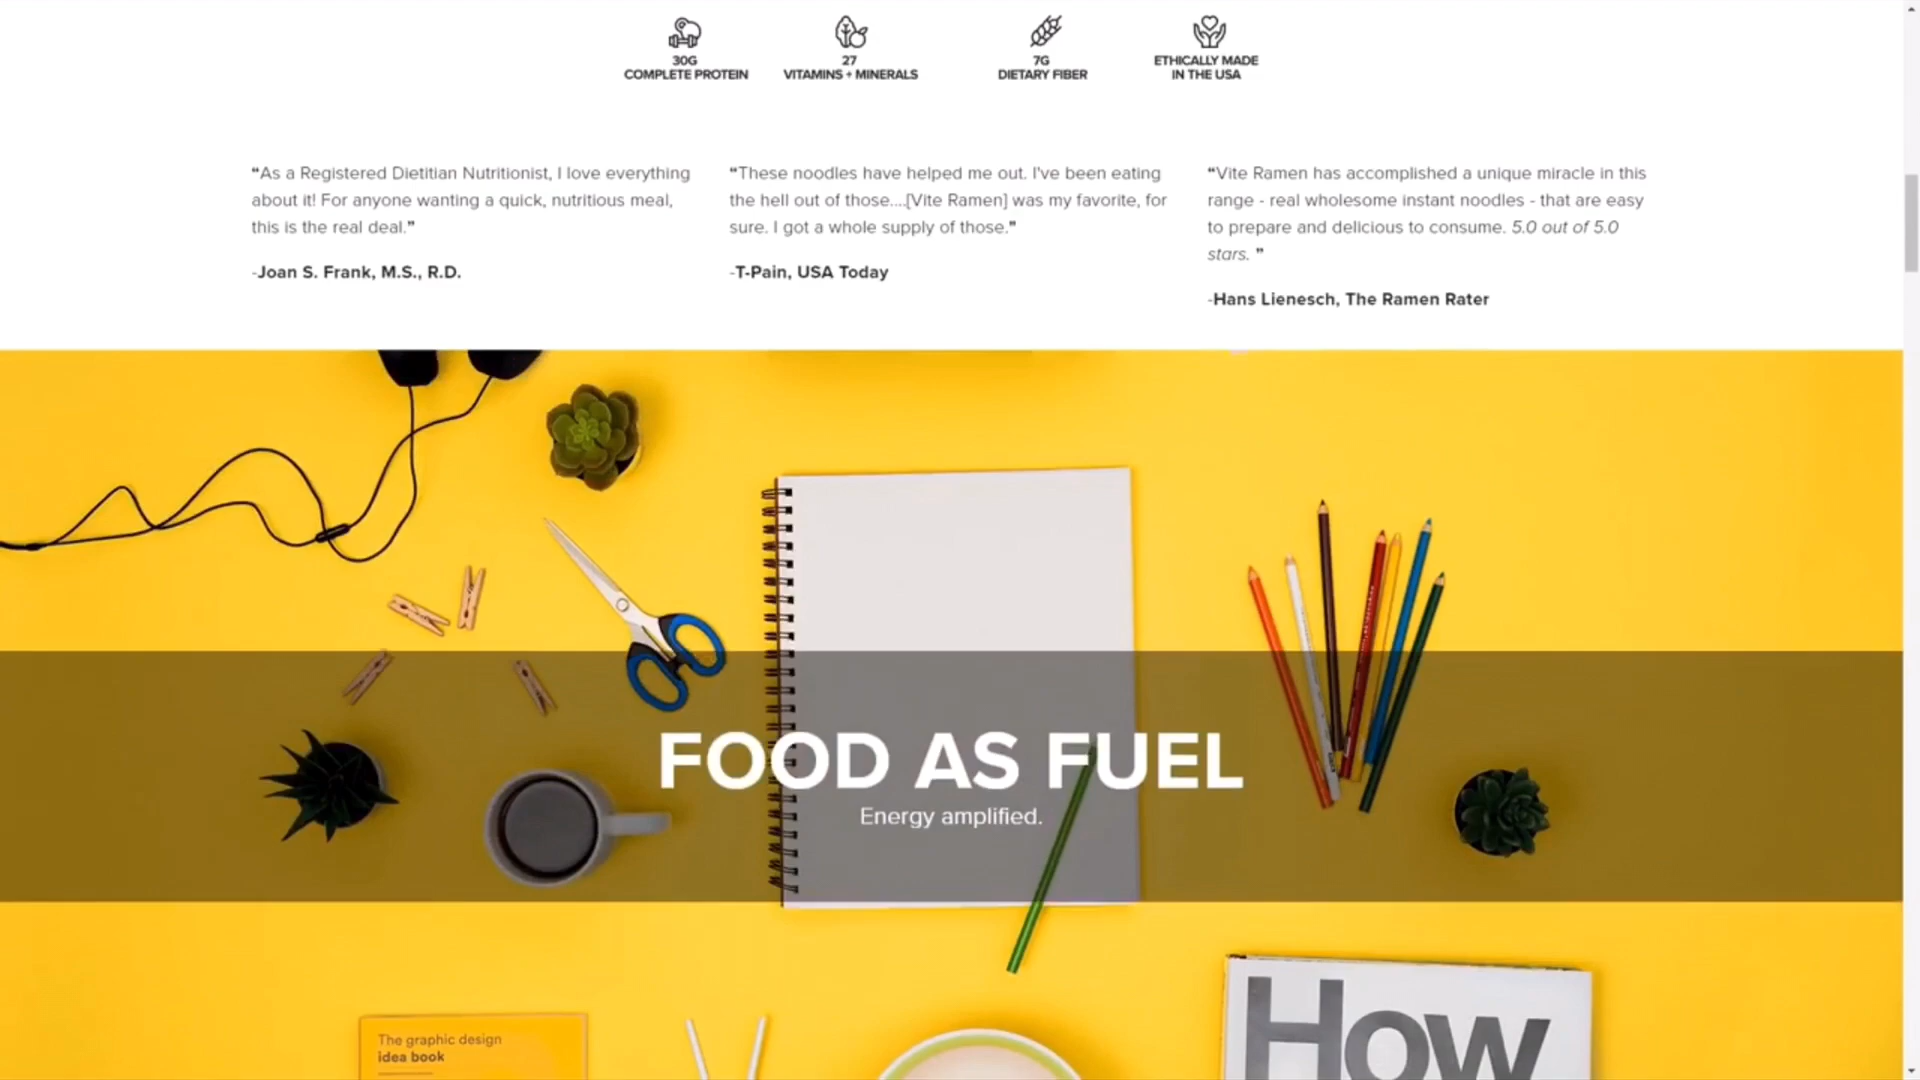 30G
COMPLETE PROTEIN
27
VITAMINS + MINERALS
7G
DIETARY FIBER
ETHICALLY MADE
IN THE USA
“As a Registered Dietitian Nutritionist, I love everything
about it! For anyone wanting a quick, nutritious meal,
this is the real deal.”
-Joan S. Frank, M.S., R.D.
“These noodles have helped me out. I've been eating
the hell out of those....[Vite Ramen] was my favorite, for
sure. I got a whole supply of those.”
-T-Pain, USA Today
“Vite Ramen has accomplished a unique miracle in this
range - real wholesome instant noodles - that are easy
to prepare and delicious to consume. 5.0 out of 5.0
stars. ”
-Hans Lienesch, The Ramen Rater
FOOD AS FUEL
Energy amplified.
The graphic design
idea book
How